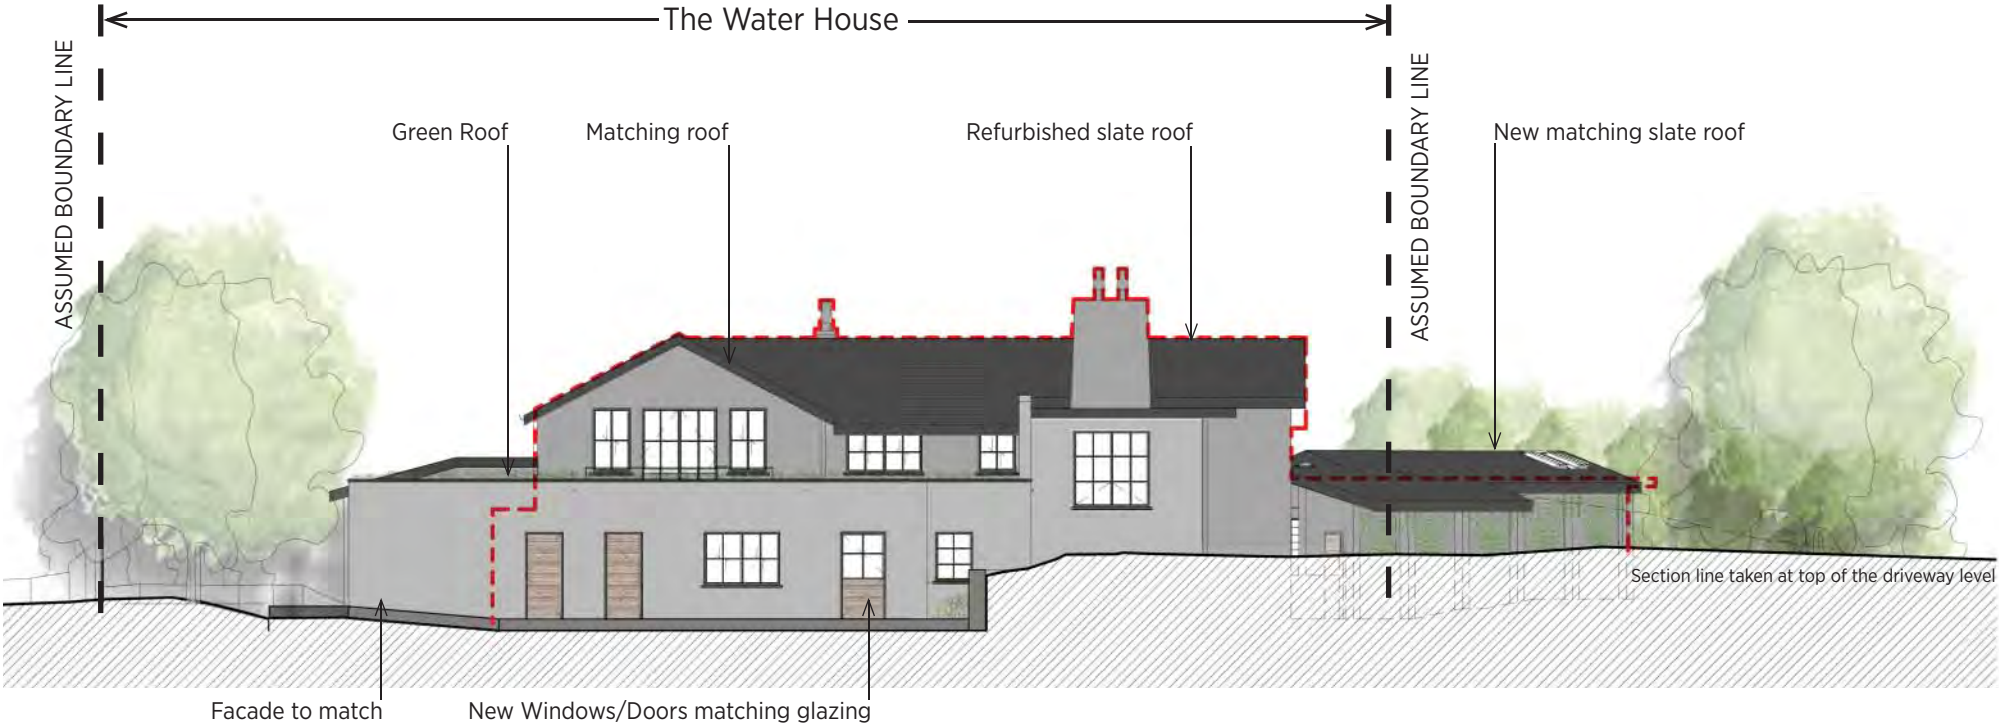 The Water House
ASSUMED BOUNDARY LINE
ASSUMED BOUNDARY LINE
Green Roof
Matching roof
Refurbished slate roof
New matching slate roof
Section line taken at top of the driveway level
Facade to match
New Windows/Doors matching glazing